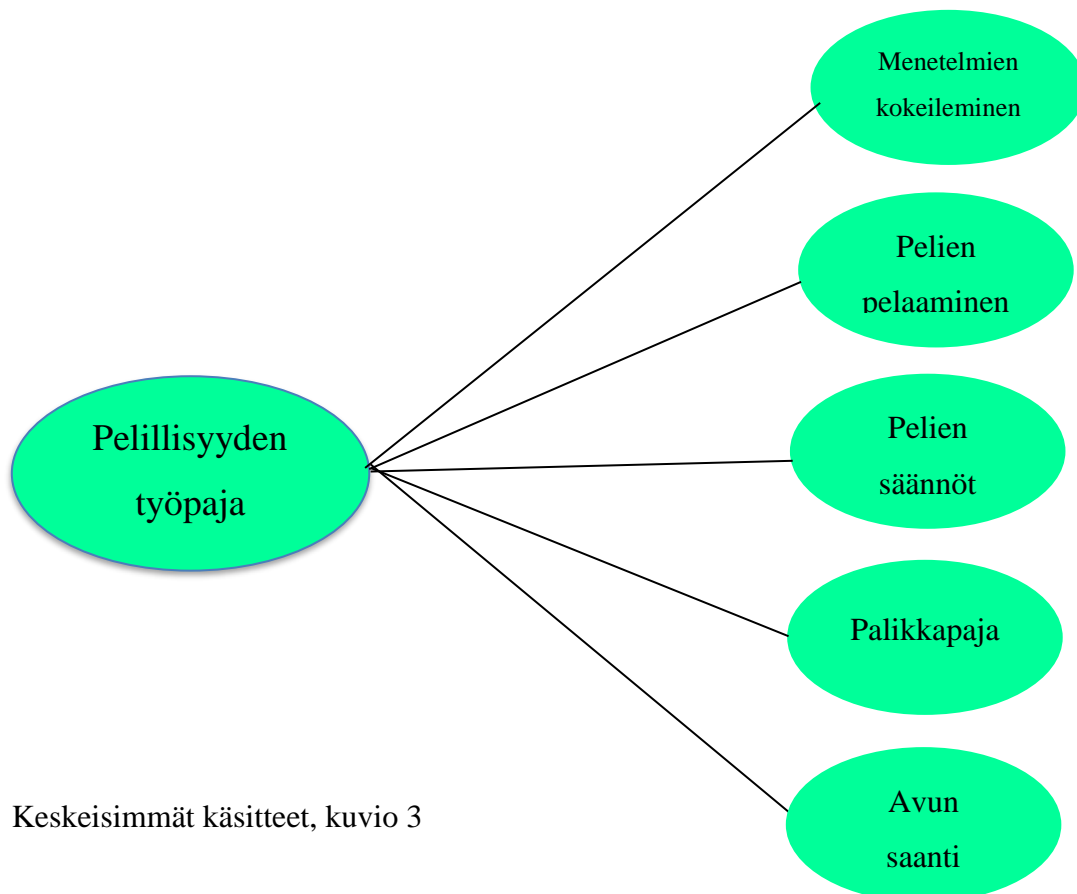 Menetelmien
kokeileminen
Pelien
pelaaminen
Pelillisyyden
työpaja
Pelien
säännöt
Palikkapaja
Avun
saanti
Keskeisimmät käsitteet, kuvio 3